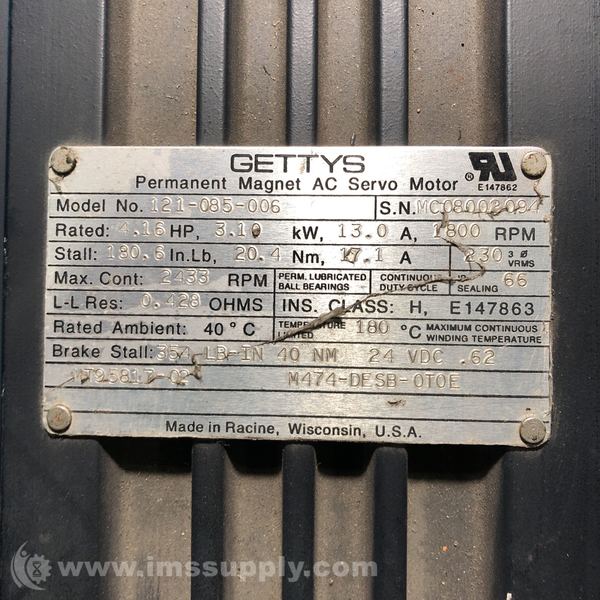 GETTYS
Permanent Magnet AC Servo Motor ® E147862
Model No. 121-085-006 S.N. MC08002094
Rated: 4.16 HP, 3.10 kW, 13.0 A, 1800 RPM
Stall: 180.6 In.Lb, 20.4 Nm, 17.1 A 230 3 Ø VRMS
Max. Cont: 2433 RPM PERM. LUBRICATED BALL BEARINGS CONTINUOUS DUTY CYCLE SEALING 66
L-L Res: 0.428 OHMS INS. CLASS: H, E147863
Rated Ambient: 40°C TEMPERATURE LIMITED 180 °C MAXIMUM CONTINUOUS WINDING TEMPERATURE
Brake Stall: 354 LB-IN 40 NM 24 VDC .62
M474-DESB-0T0E
Made in Racine, Wisconsin, U.S.A.
www.imssupply.com